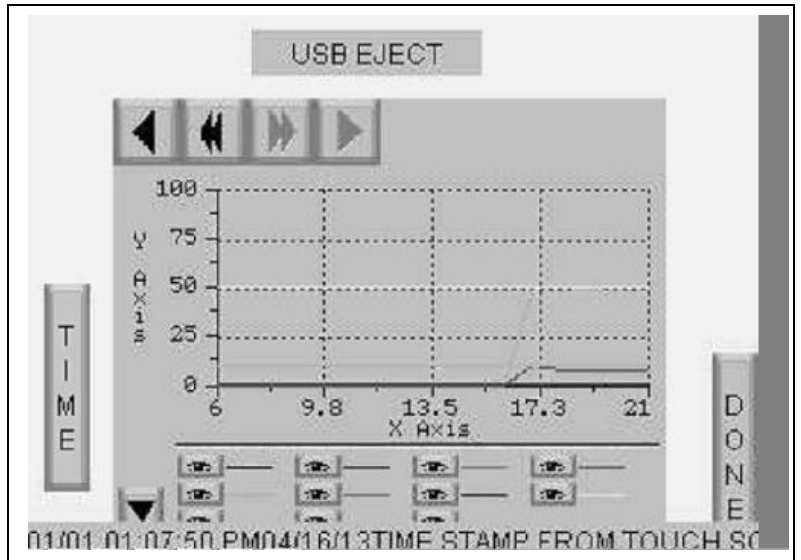 USB EJECT
100
75
50
25
0
Y Axis
6 9.8 13.5 17.3 21
X Axis
TIME
DONE
01/01 01:07:50 PM04/16/13TIME STAMP FROM TOUCH SC